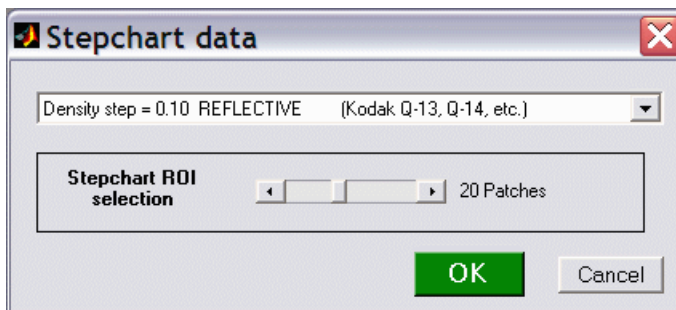 Stepchart data
Density step = 0.10 REFLECTIVE (Kodak Q-13, Q-14, etc.)
Stepchart ROI
selection
20 Patches
OK
Cancel